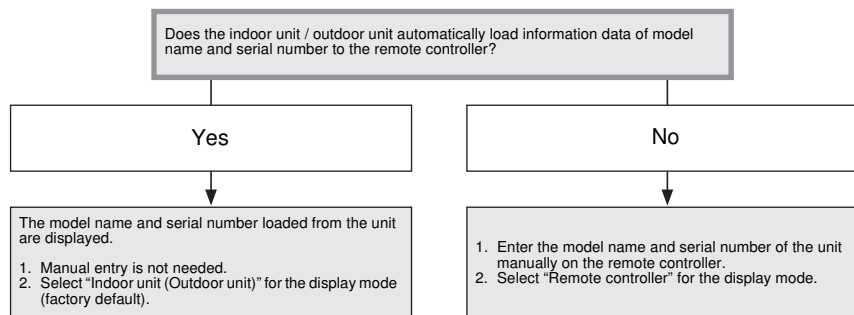 Does the indoor unit / outdoor unit automatically load information data of model
name and serial number to the remote controller?
Yes
No
The model name and serial number loaded from the unit
are displayed.
1. Manual entry is not needed.
2. Select “Indoor unit (Outdoor unit)” for the display mode
(factory default).
1. Enter the model name and serial number of the unit
manually on the remote controller.
2. Select “Remote controller” for the display mode.